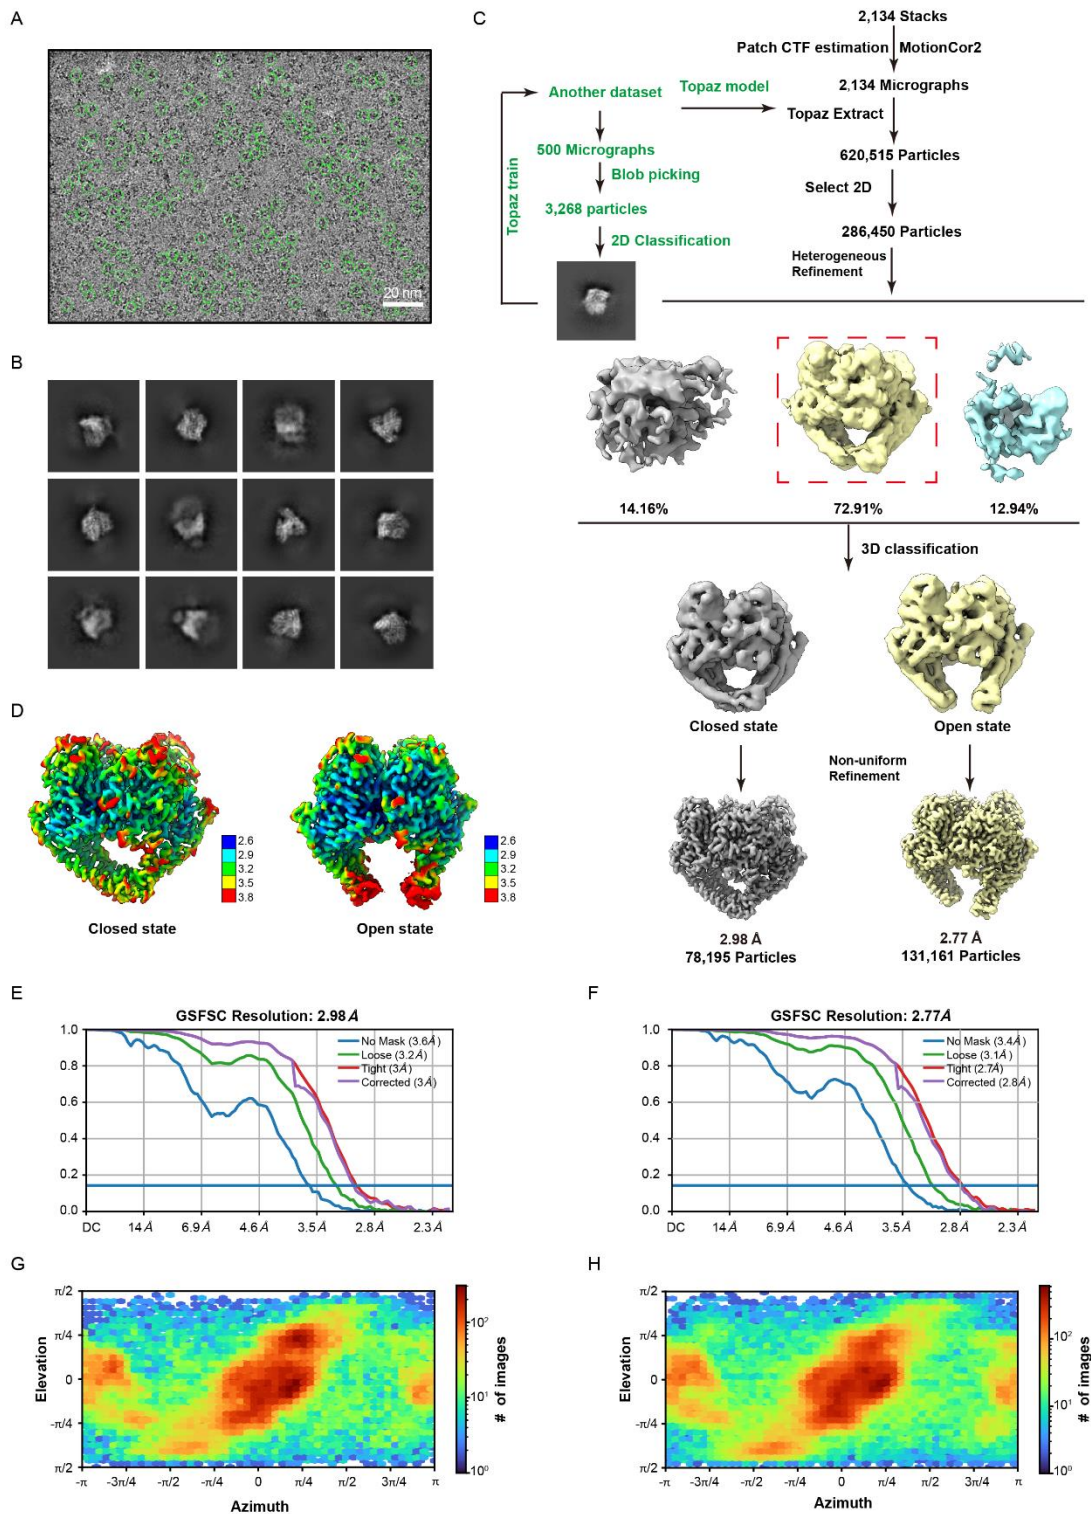 A
20 nm
B
C
2,134 Stacks
Patch CTF estimation
MotionCor2
Another dataset
Topaz model
2,134 Micrographs
Topaz Extract
500 Micrographs
620,515 Particles
Blob picking
Select 2D
Topaz train
3,268 particles
286,450 Particles
2D Classification
Heterogeneous
Refinement
14.16%
72.91%
12.94%
3D classification
Closed state
Open state
Non-uniform
Refinement
2.98 Å
78,195 Particles
2.77 Å
131,161 Particles
D
2.6
2.9
3.2
3.5
3.8
Closed state
2.6
2.9
3.2
3.5
3.8
Open state
E
GSFSC Resolution: 2.98Å
1.0
0.8
0.6
0.4
0.2
0.0
No Mask (3.6Å)
Loose (3.2Å)
Tight (3Å)
Corrected (3Å)
DC 14Å 6.9Å 4.6Å 3.5Å 2.8Å 2.3Å
F
GSFSC Resolution: 2.77Å
1.0
0.8
0.6
0.4
0.2
0.0
No Mask (3.4Å)
Loose (3.1Å)
Tight (2.7Å)
Corrected (2.8Å)
DC 14Å 6.9Å 4.6Å 3.5Å 2.8Å 2.3Å
G
Elevation
π/2
π/4
0
-π/4
π/2
-π -3π/4 -π/2 -π/4 0 π/4 π/2 3π/4 π
Azimuth
10²
10¹
10⁰
# of images
H
Elevation
π/2
π/4
0
-π/4
π/2
-π -3π/4 -π/2 -π/4 0 π/4 π/2 3π/4 π
Azimuth
10²
10¹
10⁰
# of images